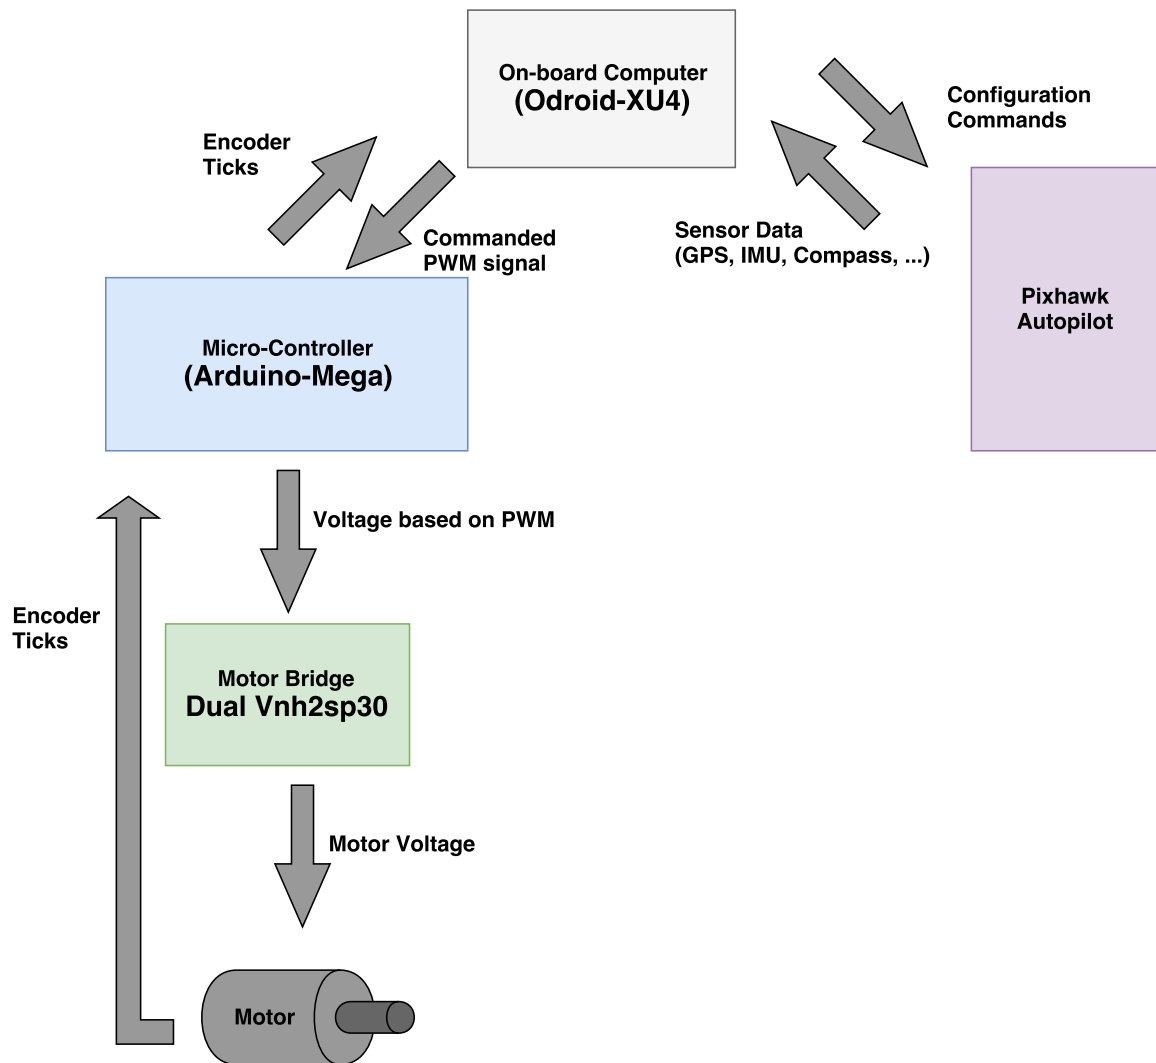 On-board Computer
(Odroid-XU4)
Configuration
Commands
Encoder
Ticks
Commanded
PWM signal
Sensor Data
(GPS, IMU, Compass, ...)
Pixhawk
Autopilot
Micro-Controller
(Arduino-Mega)
Voltage based on PWM
Encoder
Ticks
Motor Bridge
Dual Vnh2sp30
Motor Voltage
Motor